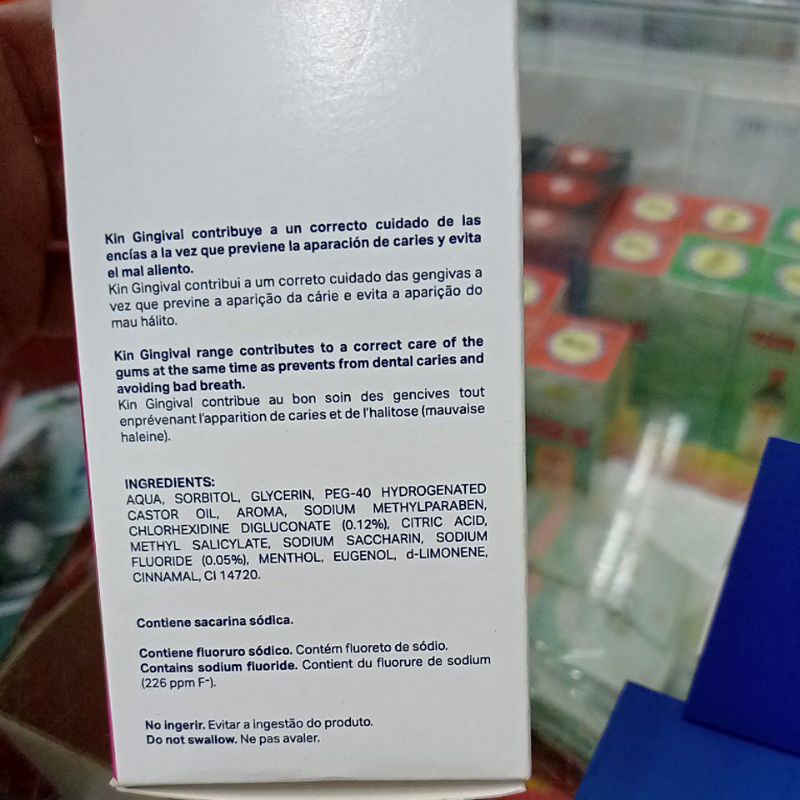 Kin Gingival contribuye a un correcto cuidado de las
encías a la vez que previene la aparación de caries y evita
el mal aliento.
Kin Gingival contribui a um correto cuidado das gengivas a
vez que previne a aparição da cárie e evita a aparição do
mau hálito.
Kin Gingival range contributes to a correct care of the
gums at the same time as prevents from dental caries and
avoiding bad breath.
Kin Gingival contribue au bon soin des gencives tout
enprévenant l'apparition de caries et de l'halitose (mauvaise
haleine).
INGREDIENTS:
AQUA, SORBITOL, GLYCERIN, PEG-40 HYDROGENATED
CASTOR OIL, AROMA, SODIUM METHYLPARABEN,
CHLORHEXIDINE DIGLUCONATE (0.12%), CITRIC ACID,
METHYL SALICYLATE, SODIUM SACCHARIN, SODIUM
FLUORIDE (0.05%), MENTHOL, EUGENOL, d-LIMONENE,
CINNAMAL, CI 14720.
Contiene sacarina sódica.
Contiene fluoruro sódico. Contém fluoreto de sódio.
Contains sodium fluoride. Contient du fluorure de sodium
(226 ppm F-).
No ingerir. Evitar a ingestão do produto.
Do not swallow. Ne pas avaler.